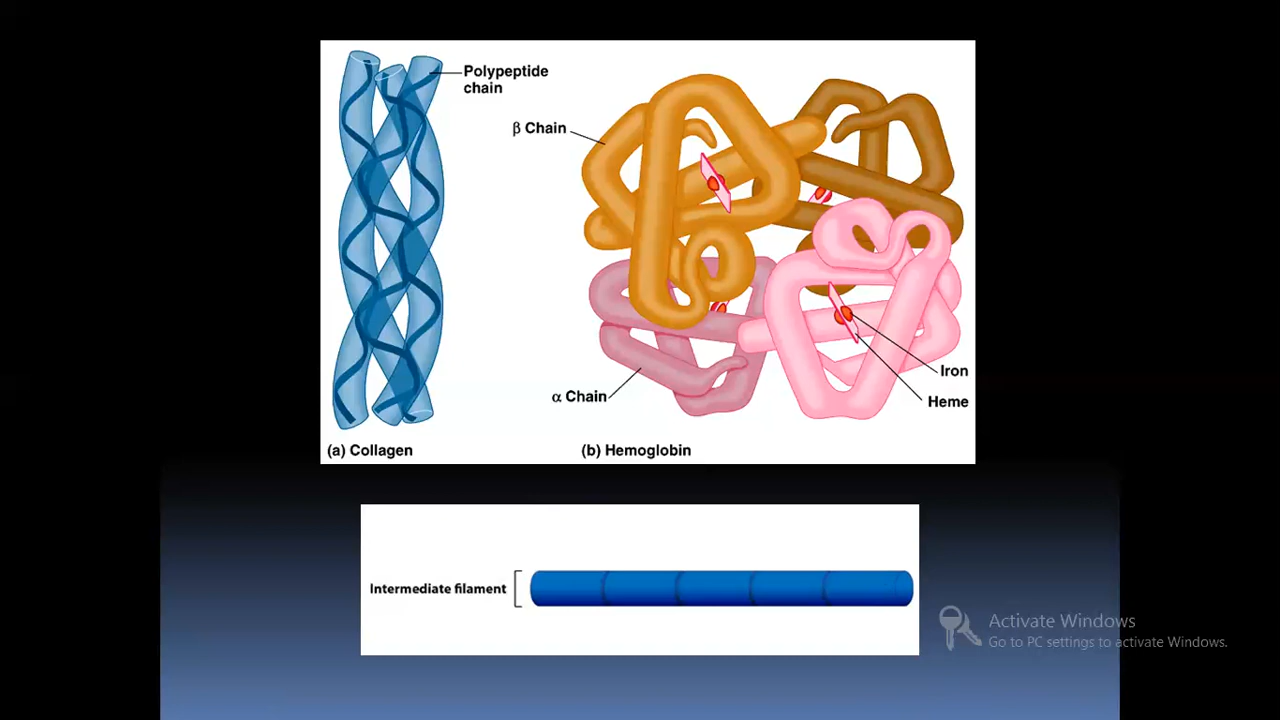 Polypeptide
chain
β Chain
α Chain
Iron
Heme
(a) Collagen
(b) Hemoglobin
Intermediate filament
Activate Windows
Go to PC settings to activate Windows.